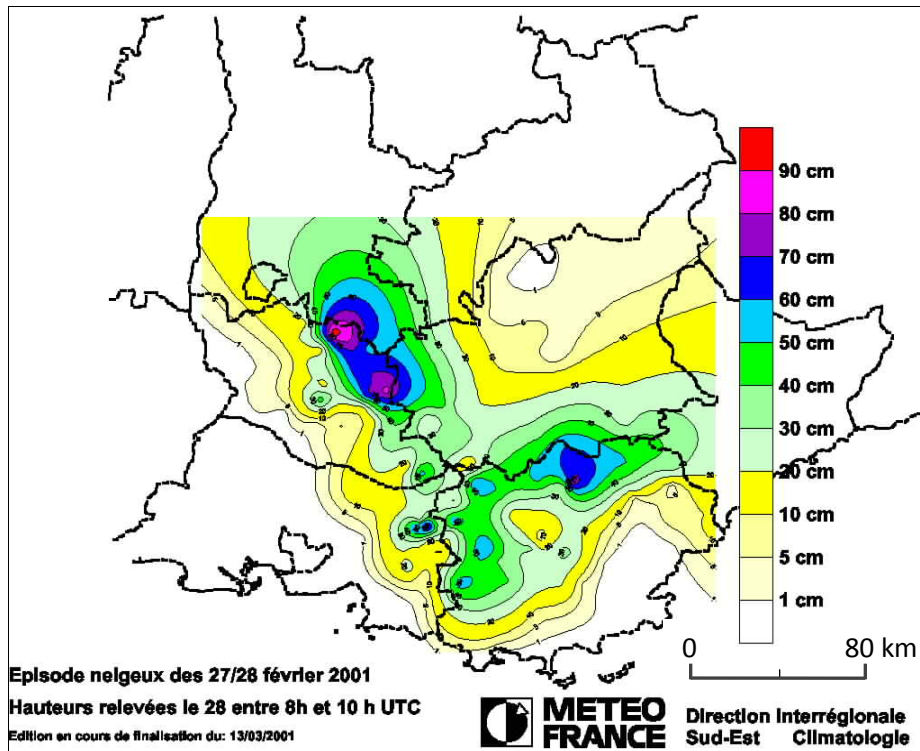 90 cm
80 cm
70 cm
60 cm
50 cm
40 cm
30 cm
20 cm
10 cm
5 cm
1 cm
0 80 km
Episode neigeux des 27/28 février 2001
Hauteurs relevées le 28 entre 8h et 10 h UTC
Edition en cours de finalisation du: 13/03/2001
METEO
FRANCE
Direction Interrégionale
Sud-Est Climatologie